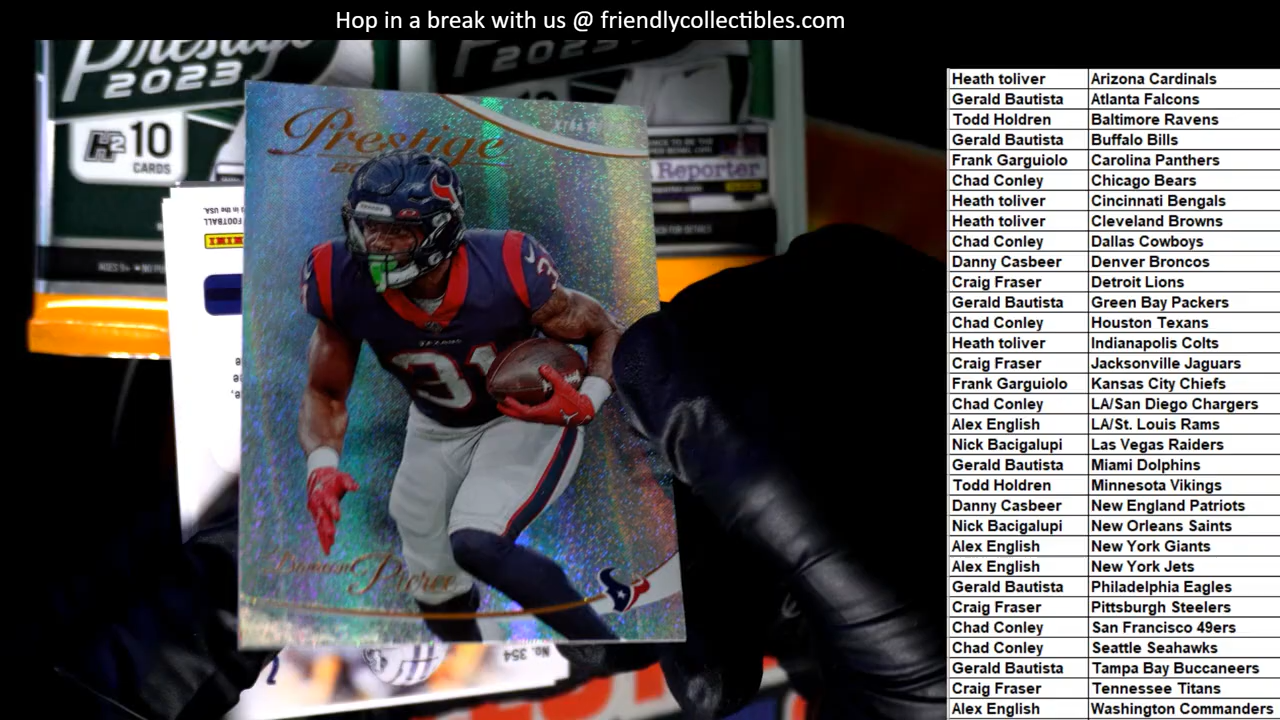 Hop in a break with us @ friendlycollectibles.com
Prestige
2023
2023
H2 10
CARDS
Prestige
Reporter
TEXANS
31
Damien Pierce
No. 354
FOOTBALL
PANINI
Heath toliver Arizona Cardinals
Gerald Bautista Atlanta Falcons
Todd Holdren Baltimore Ravens
Gerald Bautista Buffalo Bills
Frank Garguiolo Carolina Panthers
Chad Conley Chicago Bears
Heath toliver Cincinnati Bengals
Heath toliver Cleveland Browns
Chad Conley Dallas Cowboys
Danny Casbeer Denver Broncos
Craig Fraser Detroit Lions
Gerald Bautista Green Bay Packers
Chad Conley Houston Texans
Heath toliver Indianapolis Colts
Craig Fraser Jacksonville Jaguars
Frank Garguiolo Kansas City Chiefs
Chad Conley LA/San Diego Chargers
Alex English LA/St. Louis Rams
Nick Bacigalupi Las Vegas Raiders
Gerald Bautista Miami Dolphins
Todd Holdren Minnesota Vikings
Danny Casbeer New England Patriots
Nick Bacigalupi New Orleans Saints
Alex English New York Giants
Alex English New York Jets
Gerald Bautista Philadelphia Eagles
Craig Fraser Pittsburgh Steelers
Chad Conley San Francisco 49ers
Chad Conley Seattle Seahawks
Gerald Bautista Tampa Bay Buccaneers
Craig Fraser Tennessee Titans
Alex English Washington Commanders